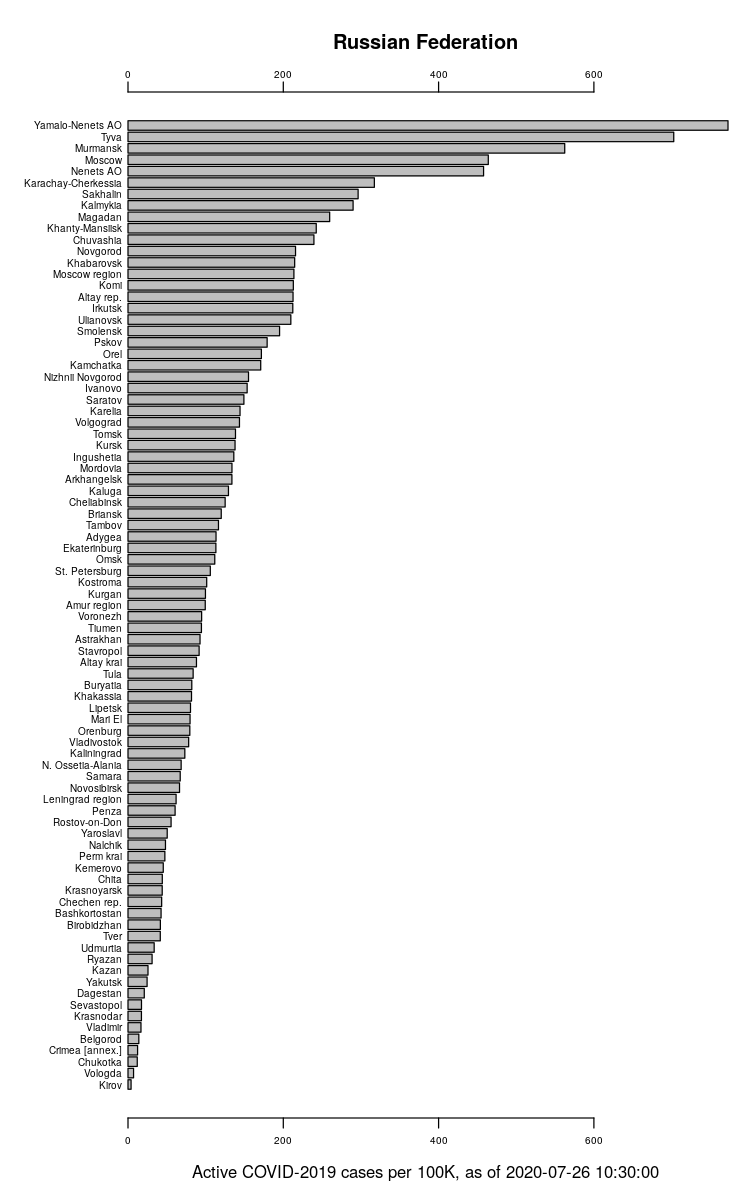 Russian Federation
0 200 400 600
Yamalo-Nenets AO
Tyva
Murmansk
Moscow
Nenets AO
Karachay-Cherkessia
Sakhalin
Kalmykia
Magadan
Khanty-Mansiisk
Chuvashia
Novgorod
Khabarovsk
Moscow region
Komi
Altay rep.
Irkutsk
Ulianovsk
Smolensk
Pskov
Orel
Kamchatka
Nizhnii Novgorod
Ivanovo
Saratov
Karelia
Volgograd
Tomsk
Kursk
Ingushetia
Mordovia
Arkhangelsk
Kaluga
Cheliabinsk
Briansk
Tambov
Adygea
Ekaterinburg
Omsk
St. Petersburg
Kostroma
Kurgan
Amur region
Voronezh
Tiumen
Astrakhan
Stavropol
Altay krai
Tula
Buryatia
Khakassia
Lipetsk
Mari El
Orenburg
Vladivostok
Kaliningrad
N. Ossetia-Alania
Samara
Novosibirsk
Leningrad region
Penza
Rostov-on-Don
Yaroslavl
Nalchik
Perm krai
Kemerovo
Chita
Krasnoyarsk
Chechen rep.
Bashkortostan
Birobidzhan
Tver
Udmurtia
Ryazan
Kazan
Yakutsk
Dagestan
Sevastopol
Krasnodar
Vladimir
Belgorod
Crimea [annex.]
Chukotka
Vologda
Kirov
0 200 400 600
Active COVID-2019 cases per 100K, as of 2020-07-26 10:30:00